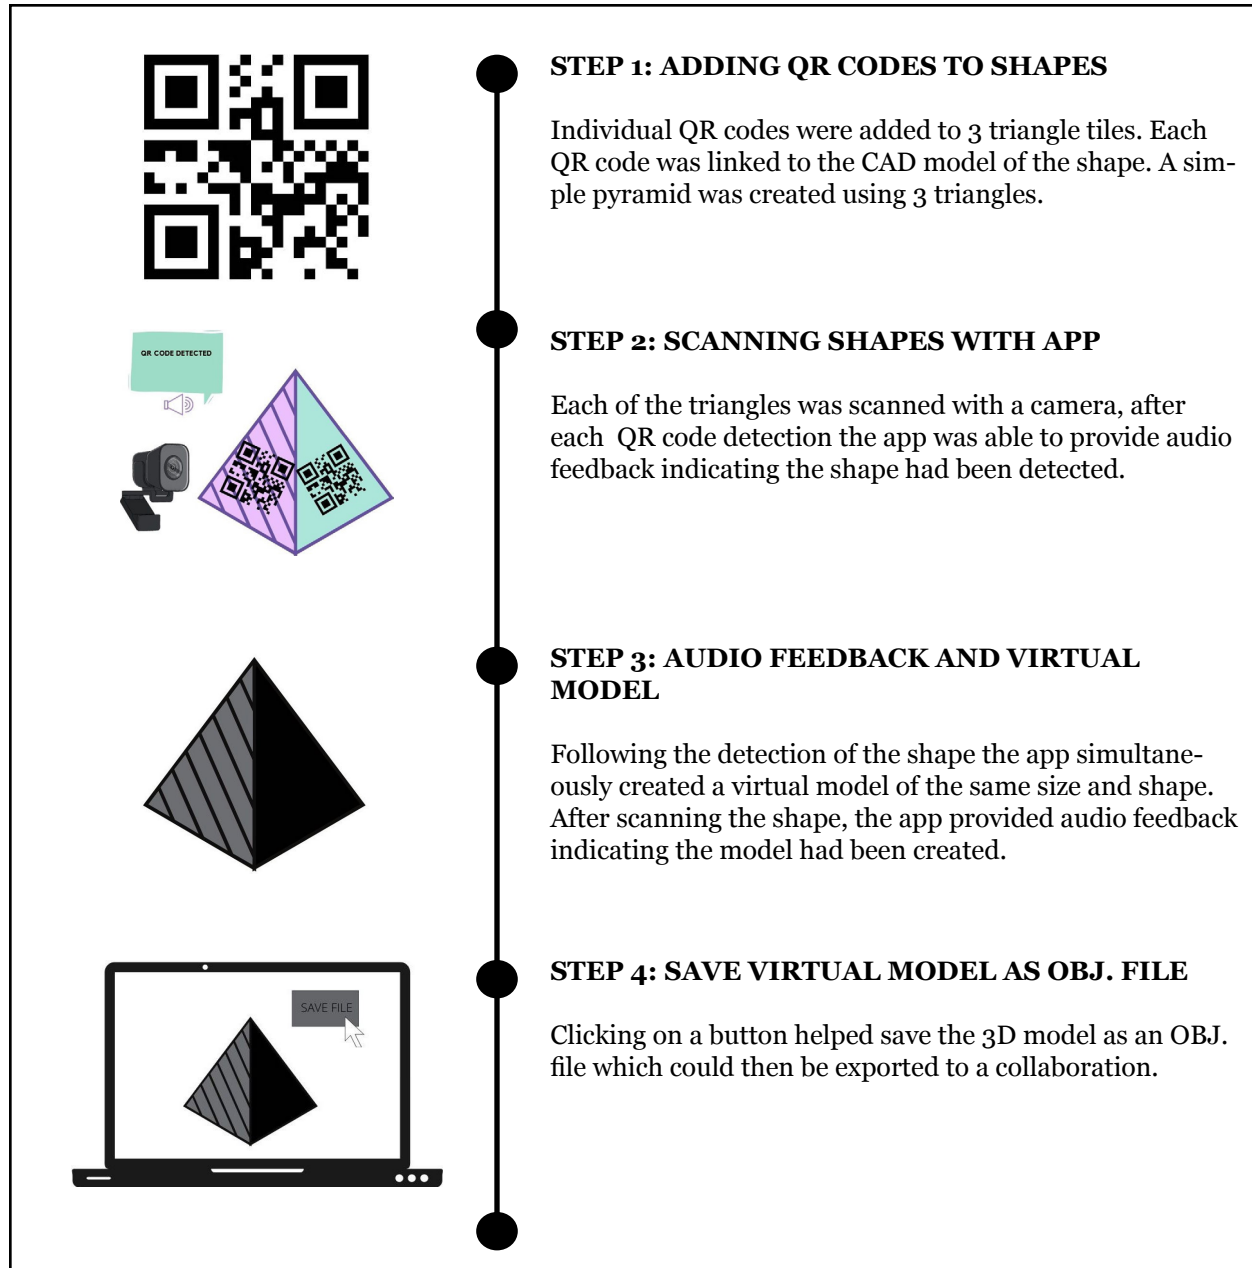 STEP 1: ADDING QR CODES TO SHAPES
Individual QR codes were added to 3 triangle tiles. Each
QR code was linked to the CAD model of the shape. A sim-
ple pyramid was created using 3 triangles.
QR CODE DETECTED
STEP 2: SCANNING SHAPES WITH APP
Each of the triangles was scanned with a camera, after
each  QR code detection the app was able to provide audio
feedback indicating the shape had been detected.
STEP 3: AUDIO FEEDBACK AND VIRTUAL
MODEL
Following the detection of the shape the app simultane-
ously created a virtual model of the same size and shape.
After scanning the shape, the app provided audio feedback
indicating the model had been created.
STEP 4: SAVE VIRTUAL MODEL AS OBJ. FILE
SAVE FILE
Clicking on a button helped save the 3D model as an OBJ.
file which could then be exported to a collaboration.